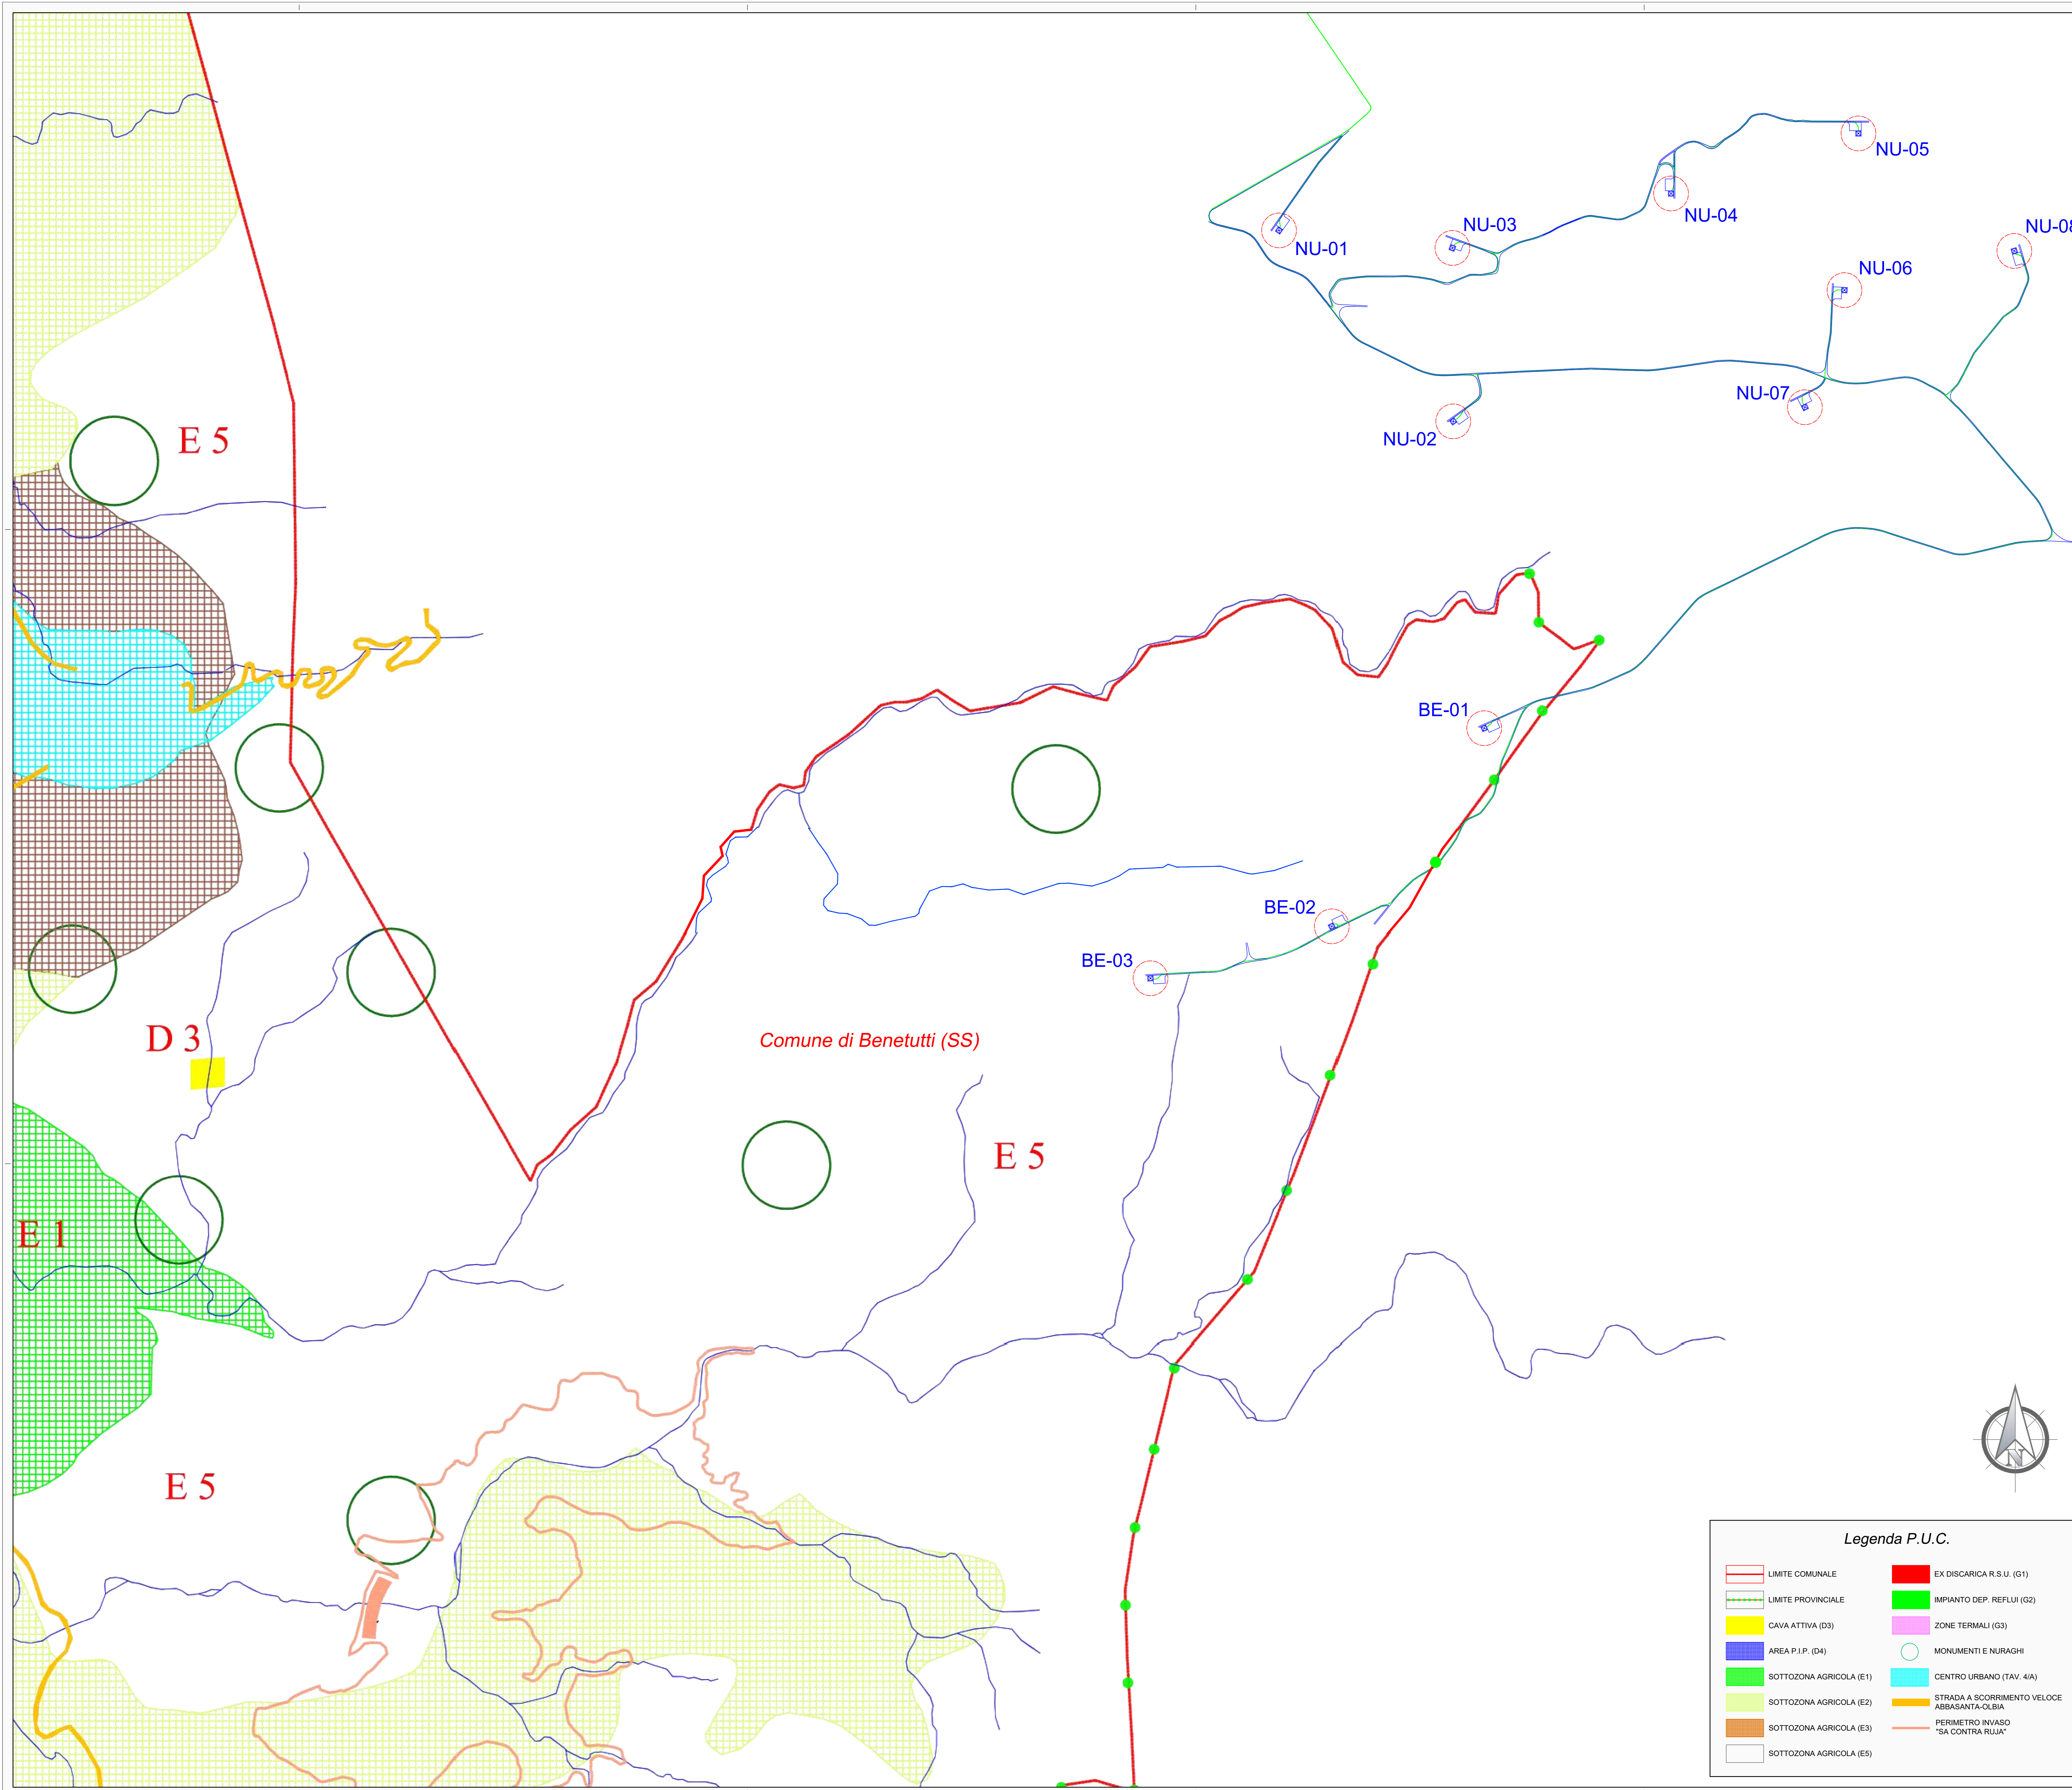 NU-05
NU-04
NU-03
NU-01
NU-08
NU-06
NU-07
NU-02
E 5
BE-01
BE-02
BE-03
D 3
Comune di Benetutti (SS)
E 5
E 1
E 5
N
Legenda P.U.C.
LIMITE COMUNALE
LIMITE PROVINCIALE
CAVA ATTIVA (D3)
AREA P.I.P. (D4)
SOTTOZONA AGRICOLA (E1)
SOTTOZONA AGRICOLA (E2)
SOTTOZONA AGRICOLA (E3)
SOTTOZONA AGRICOLA (E5)
EX DISCARICA R.S.U. (G1)
IMPIANTO DEP. REFLUI (G2)
ZONE TERMALI (G3)
MONUMENTI E NURAGHI
CENTRO URBANO (TAV. 4/A)
STRADA A SCORRIMENTO VELOCE
ABBASANTA-OLBIA
PERIMETRO INVASO
"SA CONTRA RUJA"